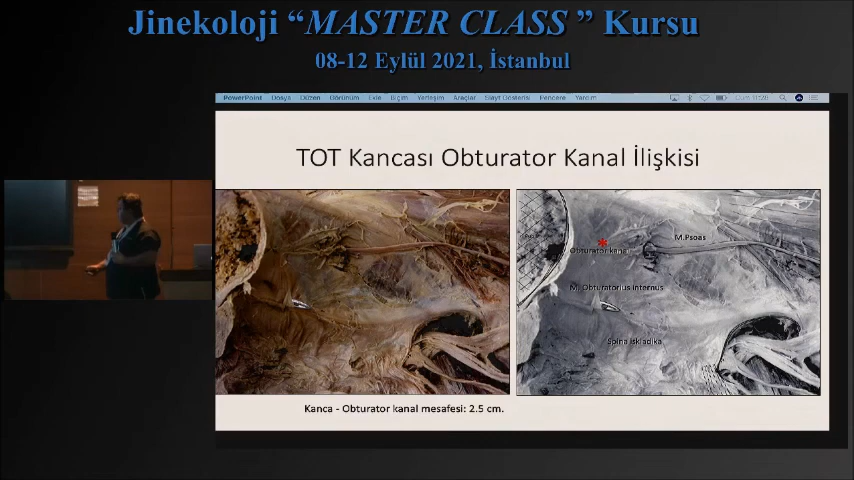 Jinekoloji “MASTER CLASS ” Kursu
08-12 Eylül 2021, İstanbul
PowerPoint Dosya Düzen Görünüm Ekle Biçim Yerleşim Araçlar Slayt Gösterisi Pencere Yardım
TOT Kancası Obturator Kanal İlişkisi
M.Psoas
Obturator kanal
M. Obturatorius internus
Spina iskiadika
Kanca - Obturator kanal mesafesi: 2.5 cm.